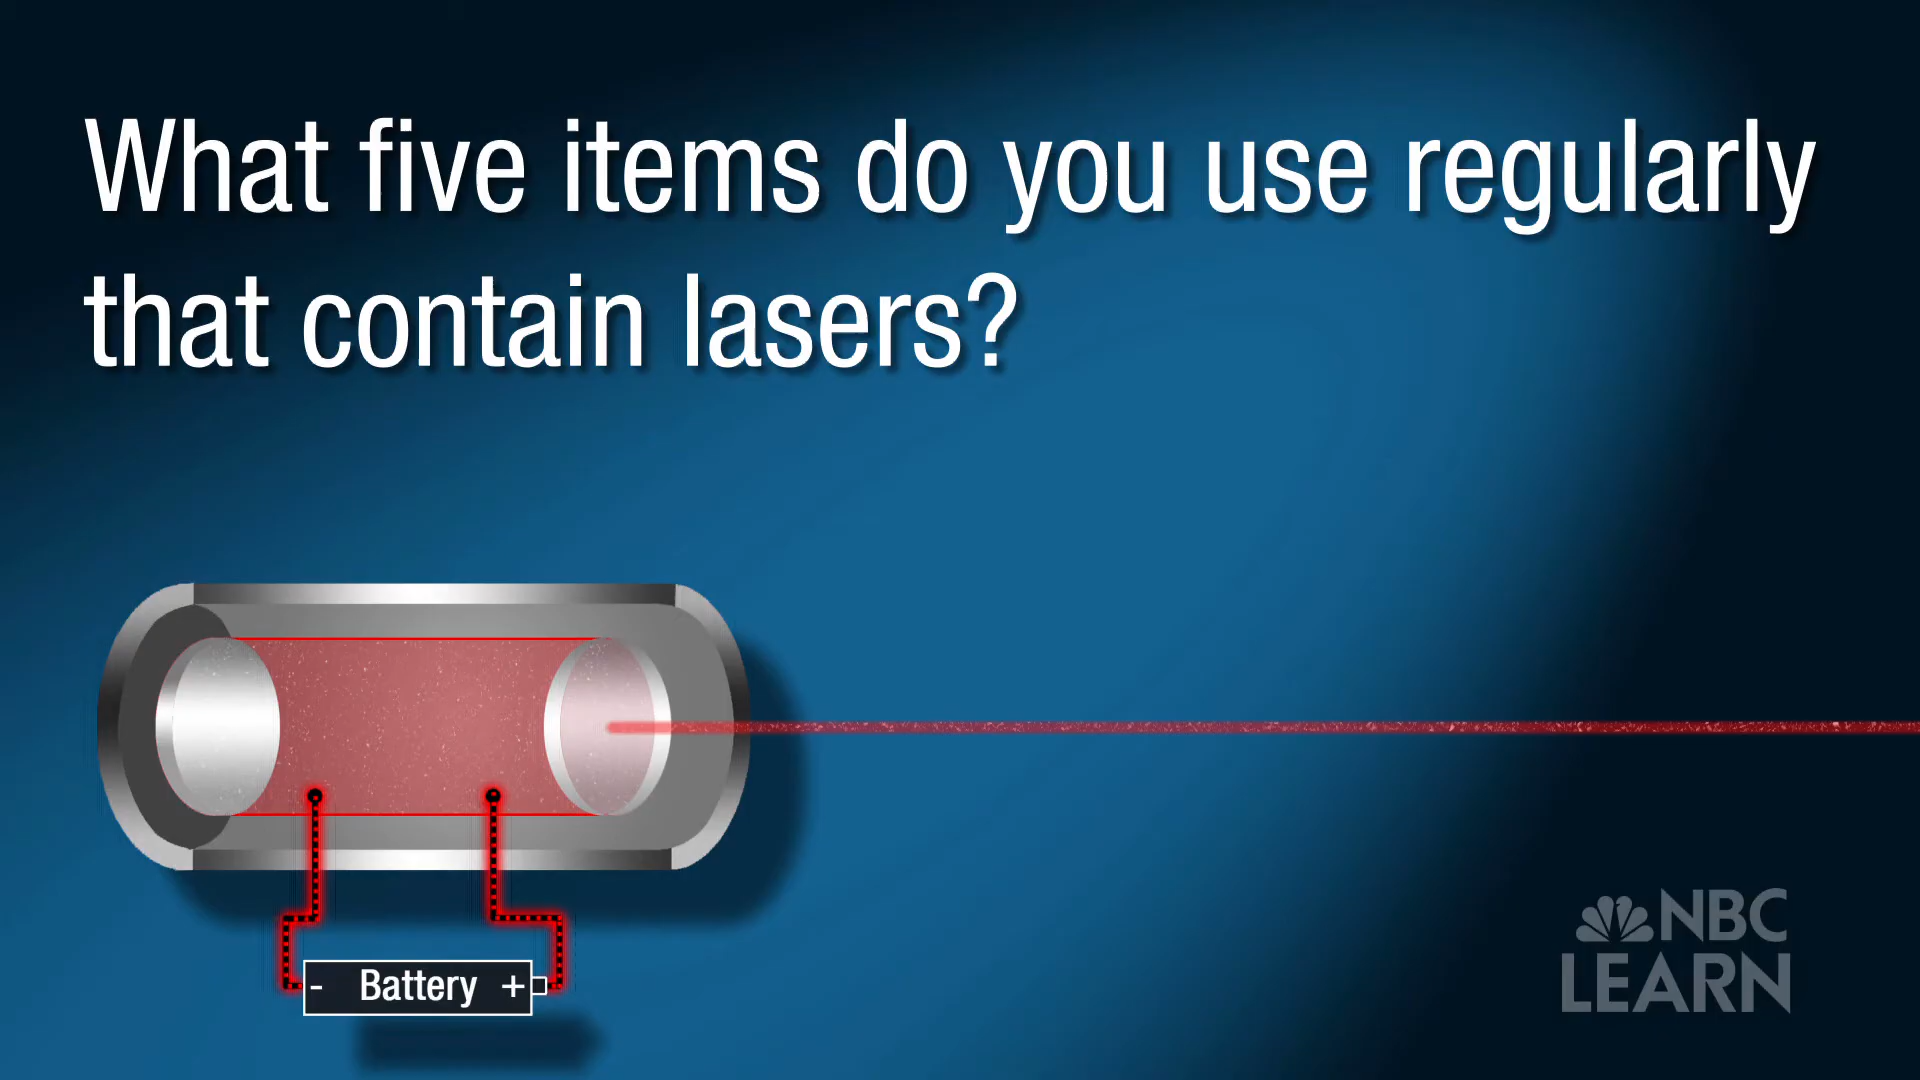 What five items do you use regularly
that contain lasers?
- Battery +
NBC
LEARN